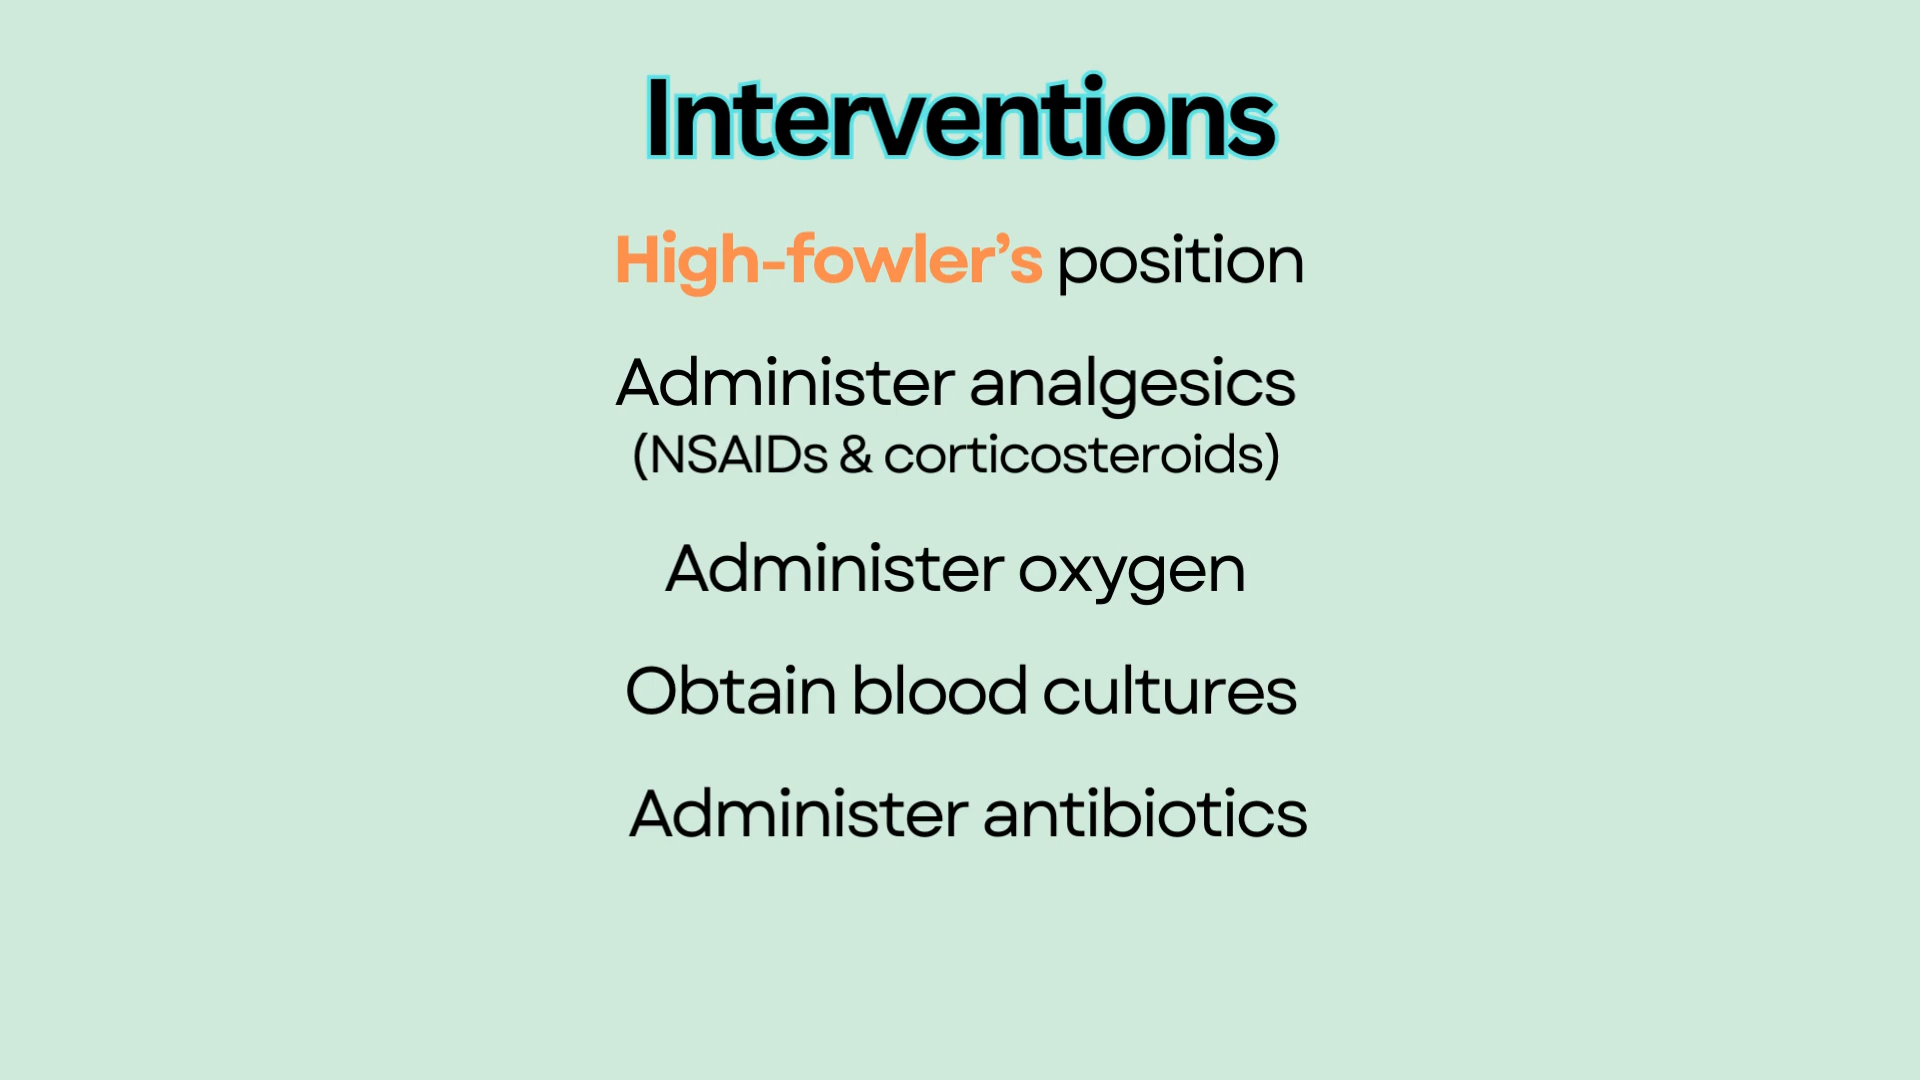 Interventions
High-fowler’s position
Administer analgesics
(NSAIDs & corticosteroids)
Administer oxygen
Obtain blood cultures
Administer antibiotics